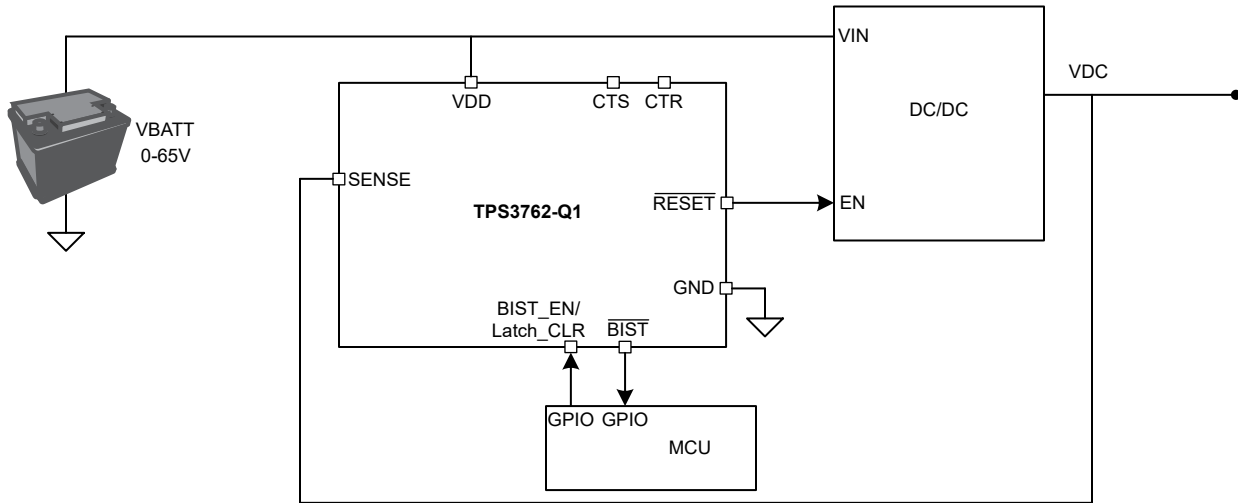 VIN
VDC
VDD
CTS
CTR
DC/DC
VBATT
0-65V
SENSE
TPS3762-Q1
RESET
EN
GND
BIST_EN/
Latch_CLR
BIST
GPIO GPIO
MCU